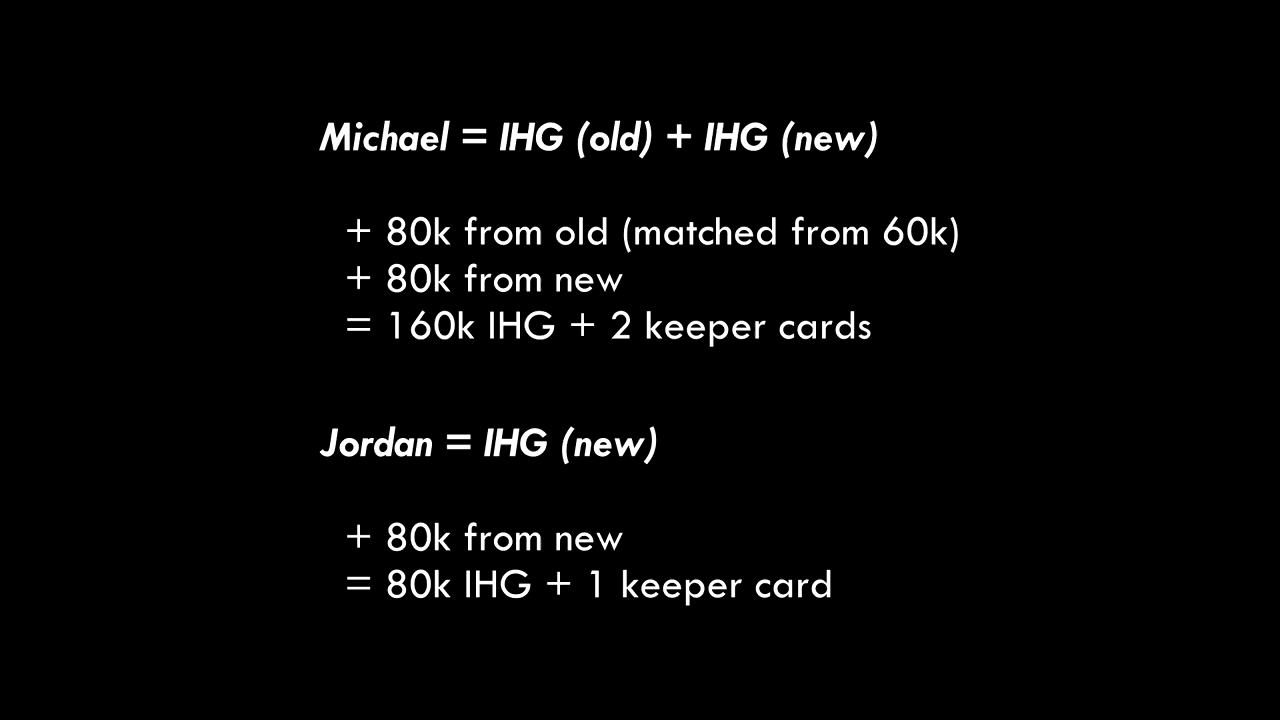 Michael = IHG (old) + IHG (new)
+ 80k from old (matched from 60k)
+ 80k from new
= 160k IHG + 2 keeper cards
Jordan = IHG (new)
+ 80k from new
= 80k IHG + 1 keeper card